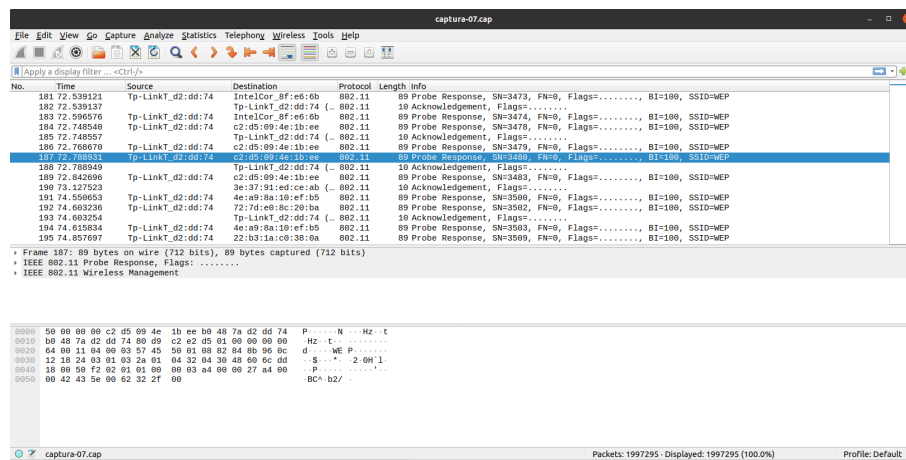 captura-07.cap
File Edit View Go Capture Analyze Statistics Telephony Wireless Tools Help
Apply a display filter ... <Ctrl-/>
No. Time Source Destination Protocol Length Info
181 72.539121 Tp-LinkT_d2:dd:74 IntelCor_8f:e6:6b 802.11 89 Probe Response, SN=3473, FN=0, Flags=........, BI=100, SSID=WEP
182 72.539137 Tp-LinkT_d2:dd:74 (… 802.11 10 Acknowledgement, Flags=........
183 72.596576 Tp-LinkT_d2:dd:74 IntelCor_8f:e6:6b 802.11 89 Probe Response, SN=3474, FN=0, Flags=........, BI=100, SSID=WEP
184 72.748540 Tp-LinkT_d2:dd:74 c2:d5:09:4e:1b:ee 802.11 89 Probe Response, SN=3478, FN=0, Flags=........, BI=100, SSID=WEP
185 72.748557 Tp-LinkT_d2:dd:74 (… 802.11 10 Acknowledgement, Flags=........
186 72.768670 Tp-LinkT_d2:dd:74 c2:d5:09:4e:1b:ee 802.11 89 Probe Response, SN=3479, FN=0, Flags=........, BI=100, SSID=WEP
187 72.788931 Tp-LinkT_d2:dd:74 c2:d5:09:4e:1b:ee 802.11 89 Probe Response, SN=3480, FN=0, Flags=........, BI=100, SSID=WEP
188 72.788949 Tp-LinkT_d2:dd:74 (… 802.11 10 Acknowledgement, Flags=........
189 72.842696 Tp-LinkT_d2:dd:74 c2:d5:09:4e:1b:ee 802.11 89 Probe Response, SN=3483, FN=0, Flags=........, BI=100, SSID=WEP
190 73.127523 3e:37:91:ed:ce:ab (… 802.11 10 Acknowledgement, Flags=........
191 74.550653 Tp-LinkT_d2:dd:74 4e:a9:8a:10:ef:b5 802.11 89 Probe Response, SN=3500, FN=0, Flags=........, BI=100, SSID=WEP
192 74.603236 Tp-LinkT_d2:dd:74 72:7d:e0:8c:20:ba 802.11 89 Probe Response, SN=3502, FN=0, Flags=........, BI=100, SSID=WEP
193 74.603254 Tp-LinkT_d2:dd:74 (… 802.11 10 Acknowledgement, Flags=........
194 74.615834 Tp-LinkT_d2:dd:74 4e:a9:8a:10:ef:b5 802.11 89 Probe Response, SN=3503, FN=0, Flags=........, BI=100, SSID=WEP
195 74.857697 Tp-LinkT_d2:dd:74 22:b3:1a:c0:38:0a 802.11 89 Probe Response, SN=3509, FN=0, Flags=........, BI=100, SSID=WEP
Frame 187: 89 bytes on wire (712 bits), 89 bytes captured (712 bits)
IEEE 802.11 Probe Response, Flags: ........
IEEE 802.11 Wireless Management
0000 50 00 00 00 c2 d5 09 4e 1b ee b0 48 7a d2 dd 74 P······N ···Hz··t
0010 b0 48 7a d2 dd 74 80 d9 c2 e2 d5 01 00 00 00 00 ·Hz··t·· ········
0020 64 00 11 04 00 03 57 45 50 01 08 82 84 8b 96 0c d·····WE P·······
0030 12 18 24 03 01 03 2a 01 04 32 04 30 48 60 6c dd ··$···*· ·2·0H`l·
0040 18 00 50 f2 02 01 01 00 00 03 a4 00 00 27 a4 00 ··P····· ·····'··
0050 00 42 43 5e 00 62 32 2f 00 ·BC^·b2/ ·
captura-07.cap Packets: 1997295 · Displayed: 1997295 (100.0%) Profile: Default